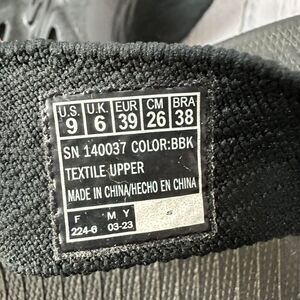 U.S. U.K. EUR CM BRA
9 6 39 26 38
SN 140037 COLOR:BBK
TEXTILE UPPER
MADE IN CHINA/HECHO EN CHINA
F M Y
224-6 03-23